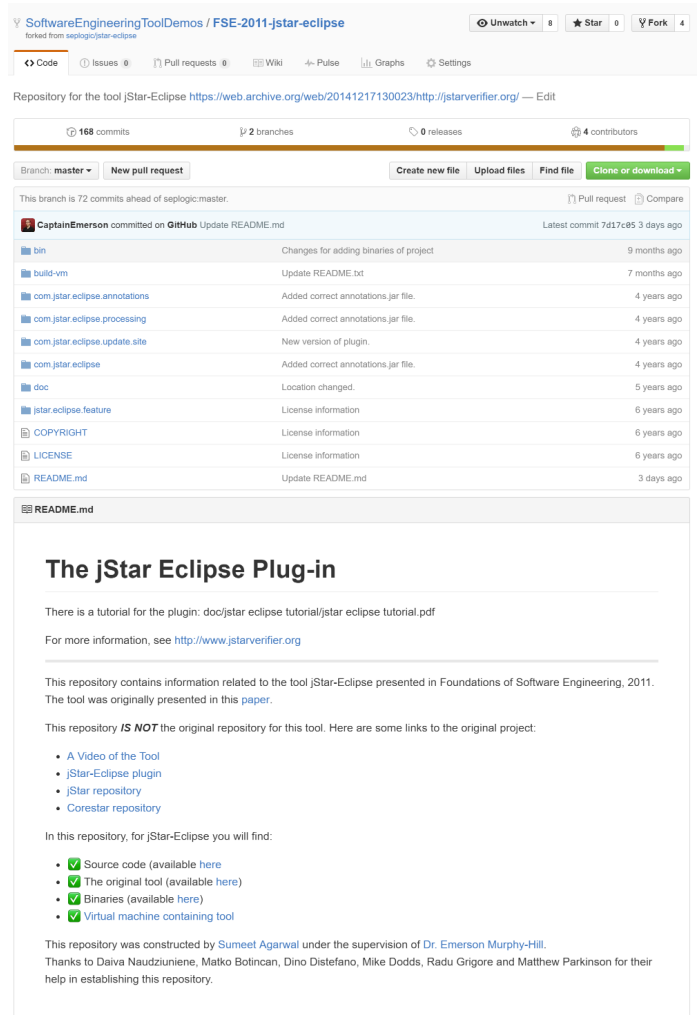 SoftwareEngineeringToolDemos / FSE-2011-jstar-eclipse
forked from seplogic/jstar-eclipse
Unwatch 8 Star 0 Fork 4
Code Issues 0 Pull requests 0 Wiki Pulse Graphs Settings
Repository for the tool jStar-Eclipse https://web.archive.org/web/20141217130023/http://jstarverifier.org/ — Edit
168 commits 2 branches 0 releases 4 contributors
Branch: master New pull request Create new file Upload files Find file Clone or download
This branch is 72 commits ahead of seplogic:master. Pull request Compare
CaptainEmerson committed on GitHub Update README.md Latest commit 7d17c05 3 days ago
bin Changes for adding binaries of project 9 months ago
build-vm Update README.txt 7 months ago
com.jstar.eclipse.annotations Added correct annotations.jar file. 4 years ago
com.jstar.eclipse.processing Added correct annotations.jar file. 4 years ago
com.jstar.eclipse.update.site New version of plugin. 4 years ago
com.jstar.eclipse Added correct annotations.jar file. 4 years ago
doc Location changed. 5 years ago
jstar.eclipse.feature License information 6 years ago
COPYRIGHT License information 6 years ago
LICENSE License information 6 years ago
README.md Update README.md 3 days ago
README.md
The jStar Eclipse Plug-in
There is a tutorial for the plugin: doc/jstar eclipse tutorial/jstar eclipse tutorial.pdf
For more information, see http://www.jstarverifier.org
This repository contains information related to the tool jStar-Eclipse presented in Foundations of Software Engineering, 2011.
The tool was originally presented in this paper.
This repository IS NOT the original repository for this tool. Here are some links to the original project:
• A Video of the Tool
• jStar-Eclipse plugin
• jStar repository
• Corestar repository
In this repository, for jStar-Eclipse you will find:
• ✅ Source code (available here
• ✅ The original tool (available here)
• ✅ Binaries (available here)
• ✅ Virtual machine containing tool
This repository was constructed by Sumeet Agarwal under the supervision of Dr. Emerson Murphy-Hill.
Thanks to Daiva Naudziuniene, Matko Botincan, Dino Distefano, Mike Dodds, Radu Grigore and Matthew Parkinson for their
help in establishing this repository.